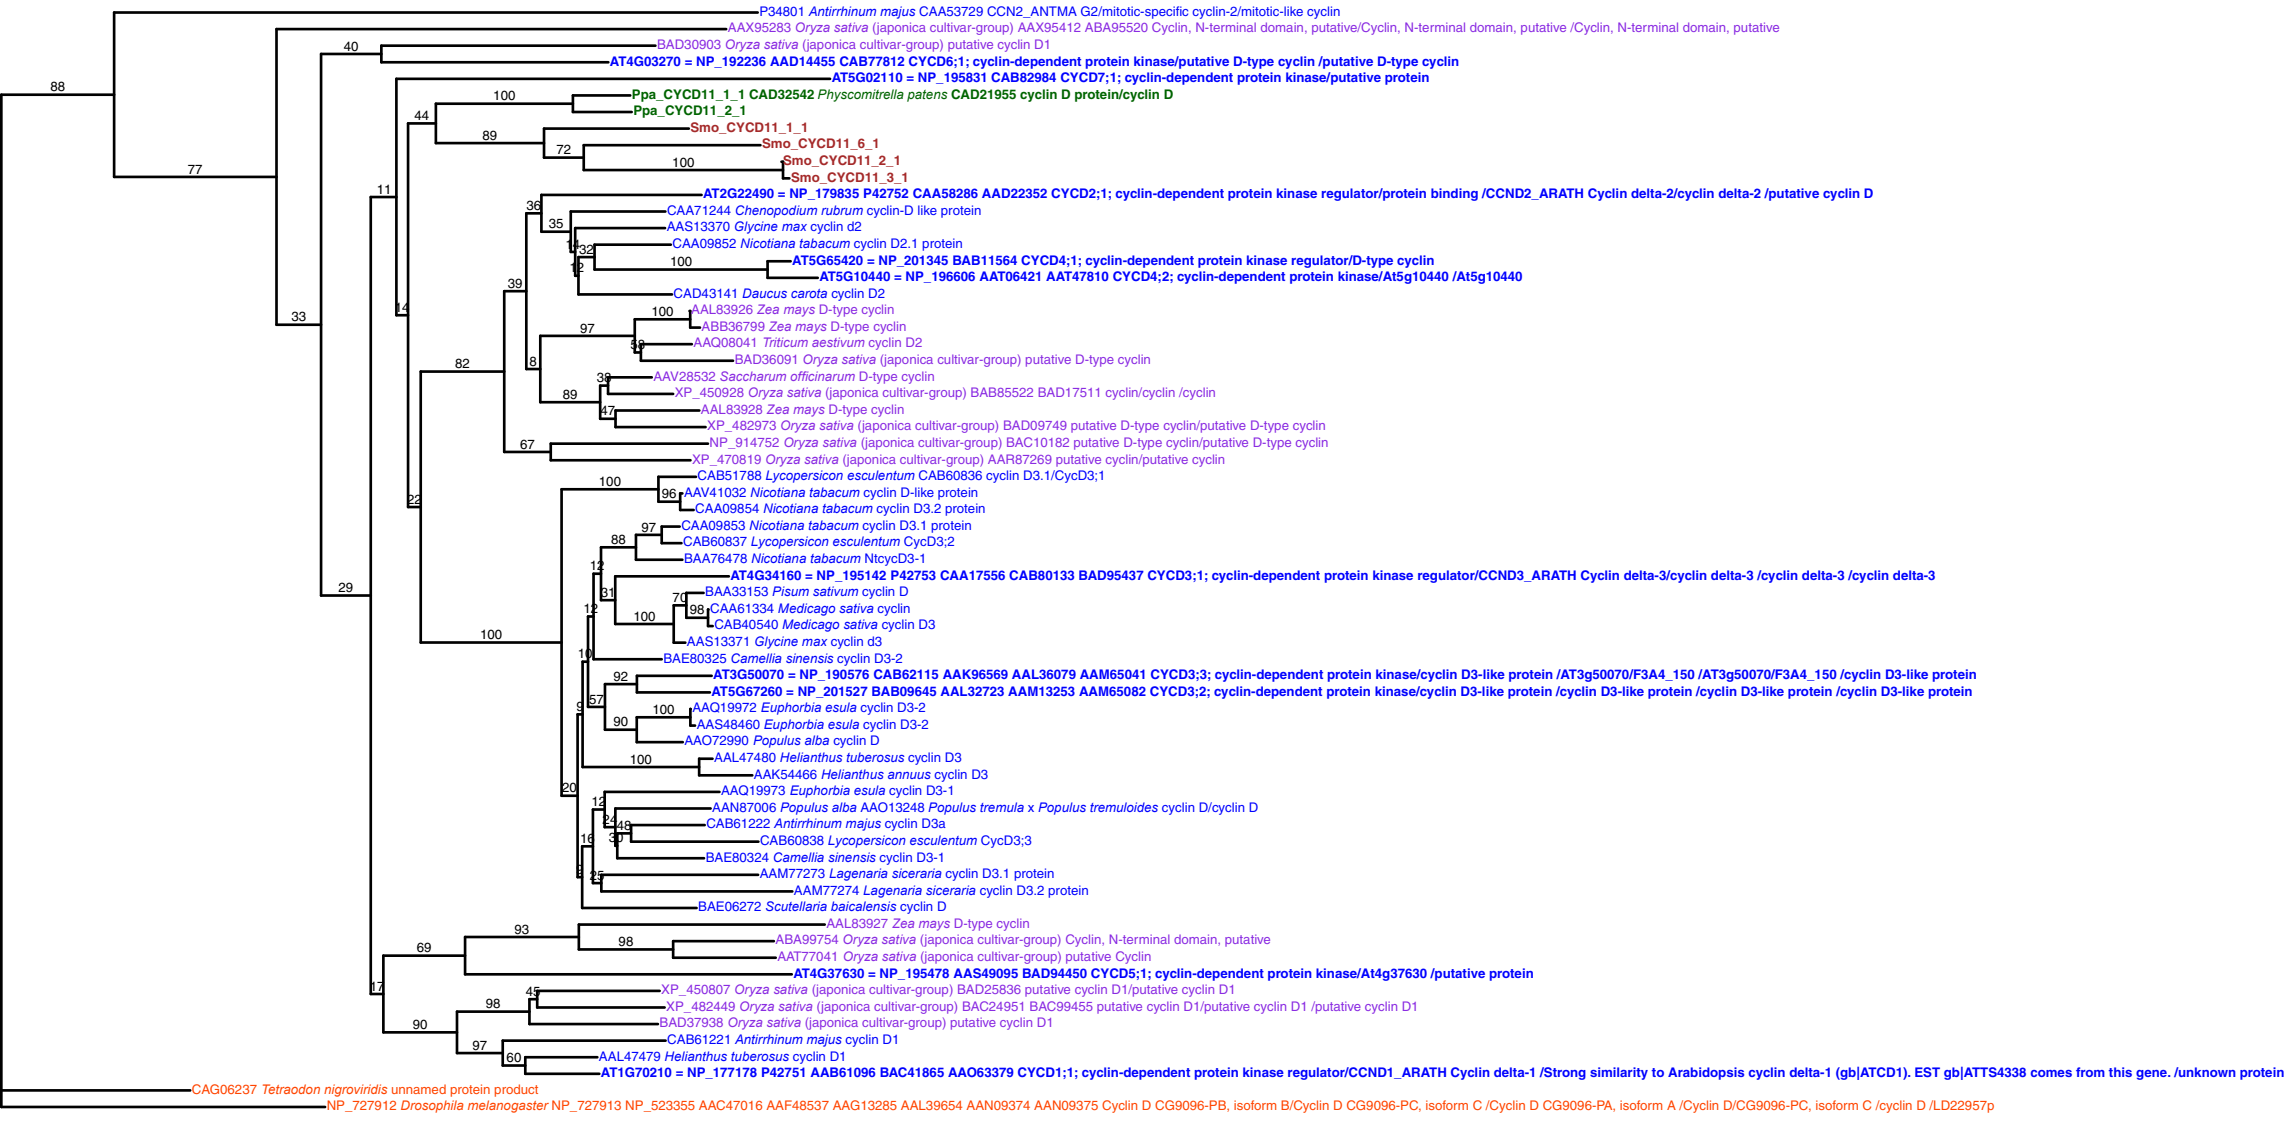 P34801 Antirrhinum majus CAA53729 CCN2_ANTMA G2/mitotic-specific cyclin-2/mitotic-like cyclin
AAX95283 Oryza sativa (japonica cultivar-group) AAX95412 ABA95520 Cyclin, N-terminal domain, putative/Cyclin, N-terminal domain, putative /Cyclin, N-terminal domain, putative
40
BAD30903 Oryza sativa (japonica cultivar-group) putative cyclin D1
AT4G03270 = NP_192236 AAD14455 CAB77812 CYCD6;1; cyclin-dependent protein kinase/putative D-type cyclin /putative D-type cyclin
AT5G02110 = NP_195831 CAB82984 CYCD7;1; cyclin-dependent protein kinase/putative protein
88
100
Ppa_CYCD11_1_1 CAD32542 Physcomitrella patens CAD21955 cyclin D protein/cyclin D
Ppa_CYCD11_2_1
44
Smo_CYCD11_1_1
89
Smo_CYCD11_6_1
72
100
Smo_CYCD11_2_1
77
Smo_CYCD11_3_1
11
AT2G22490 = NP_179835 P42752 CAA58286 AAD22352 CYCD2;1; cyclin-dependent protein kinase regulator/protein binding /CCND2_ARATH Cyclin delta-2/cyclin delta-2 /putative cyclin D
36
CAA71244 Chenopodium rubrum cyclin-D like protein
35
AAS13370 Glycine max cyclin d2
14
32
CAA09852 Nicotiana tabacum cyclin D2.1 protein
12
100
AT5G65420 = NP_201345 BAB11564 CYCD4;1; cyclin-dependent protein kinase regulator/D-type cyclin
AT5G10440 = NP_196606 AAT06421 AAT47810 CYCD4;2; cyclin-dependent protein kinase/At5g10440 /At5g10440
39
CAD43141 Daucus carota cyclin D2
14
33
100
AAL83926 Zea mays D-type cyclin
97
ABB36799 Zea mays D-type cyclin
58
AAQ08041 Triticum aestivum cyclin D2
82
8
BAD36091 Oryza sativa (japonica cultivar-group) putative D-type cyclin
38
AAV28532 Saccharum officinarum D-type cyclin
89
XP_450928 Oryza sativa (japonica cultivar-group) BAB85522 BAD17511 cyclin/cyclin /cyclin
47
AAL83928 Zea mays D-type cyclin
XP_482973 Oryza sativa (japonica cultivar-group) BAD09749 putative D-type cyclin/putative D-type cyclin
67
NP_914752 Oryza sativa (japonica cultivar-group) BAC10182 putative D-type cyclin/putative D-type cyclin
XP_470819 Oryza sativa (japonica cultivar-group) AAR87269 putative cyclin/putative cyclin
22
100
CAB51788 Lycopersicon esculentum CAB60836 cyclin D3.1/CycD3;1
96
AAV41032 Nicotiana tabacum cyclin D-like protein
CAA09854 Nicotiana tabacum cyclin D3.2 protein
97
CAA09853 Nicotiana tabacum cyclin D3.1 protein
88
CAB60837 Lycopersicon esculentum CycD3;2
BAA76478 Nicotiana tabacum NtcycD3-1
12
AT4G34160 = NP_195142 P42753 CAA17556 CAB80133 BAD95437 CYCD3;1; cyclin-dependent protein kinase regulator/CCND3_ARATH Cyclin delta-3/cyclin delta-3 /cyclin delta-3 /cyclin delta-3
29
31
70
BAA33153 Pisum sativum cyclin D
12
98
CAA61334 Medicago sativa cyclin
100
CAB40540 Medicago sativa cyclin D3
100
AAS13371 Glycine max cyclin d3
10
BAE80325 Camellia sinensis cyclin D3-2
92
AT3G50070 = NP_190576 CAB62115 AAK96569 AAL36079 AAM65041 CYCD3;3; cyclin-dependent protein kinase/cyclin D3-like protein /AT3g50070/F3A4_150 /AT3g50070/F3A4_150 /cyclin D3-like protein
57
AT5G67260 = NP_201527 BAB09645 AAL32723 AAM13253 AAM65082 CYCD3;2; cyclin-dependent protein kinase/cyclin D3-like protein /cyclin D3-like protein /cyclin D3-like protein /cyclin D3-like protein
9
100
AAQ19972 Euphorbia esula cyclin D3-2
90
AAS48460 Euphorbia esula cyclin D3-2
AAO72990 Populus alba cyclin D
100
AAL47480 Helianthus tuberosus cyclin D3
AAK54466 Helianthus annuus cyclin D3
20
AAQ19973 Euphorbia esula cyclin D3-1
12
AAN87006 Populus alba AAO13248 Populus tremula x Populus tremuloides cyclin D/cyclin D
24
48
CAB61222 Antirrhinum majus cyclin D3a
16
30
CAB60838 Lycopersicon esculentum CycD3;3
BAE80324 Camellia sinensis cyclin D3-1
25
AAM77273 Lagenaria siceraria cyclin D3.1 protein
AAM77274 Lagenaria siceraria cyclin D3.2 protein
BAE06272 Scutellaria baicalensis cyclin D
93
AAL83927 Zea mays D-type cyclin
69
98
ABA99754 Oryza sativa (japonica cultivar-group) Cyclin, N-terminal domain, putative
AAT77041 Oryza sativa (japonica cultivar-group) putative Cyclin
AT4G37630 = NP_195478 AAS49095 BAD94450 CYCD5;1; cyclin-dependent protein kinase/At4g37630 /putative protein
17
45
XP_450807 Oryza sativa (japonica cultivar-group) BAD25836 putative cyclin D1/putative cyclin D1
98
XP_482449 Oryza sativa (japonica cultivar-group) BAC24951 BAC99455 putative cyclin D1/putative cyclin D1 /putative cyclin D1
90
BAD37938 Oryza sativa (japonica cultivar-group) putative cyclin D1
CAB61221 Antirrhinum majus cyclin D1
97
60
AAL47479 Helianthus tuberosus cyclin D1
AT1G70210 = NP_177178 P42751 AAB61096 BAC41865 AAO63379 CYCD1;1; cyclin-dependent protein kinase regulator/CCND1_ARATH Cyclin delta-1 /Strong similarity to Arabidopsis cyclin delta-1 (gb|ATCD1). EST gb|ATTS4338 comes from this gene. /unknown protein
CAG06237 Tetraodon nigroviridis unnamed protein product
NP_727912 Drosophila melanogaster NP_727913 NP_523355 AAC47016 AAF48537 AAG13285 AAL39654 AAN09374 AAN09375 Cyclin D CG9096-PB, isoform B/Cyclin D CG9096-PC, isoform C /Cyclin D CG9096-PA, isoform A /Cyclin D/CG9096-PC, isoform C /cyclin D /LD22957p